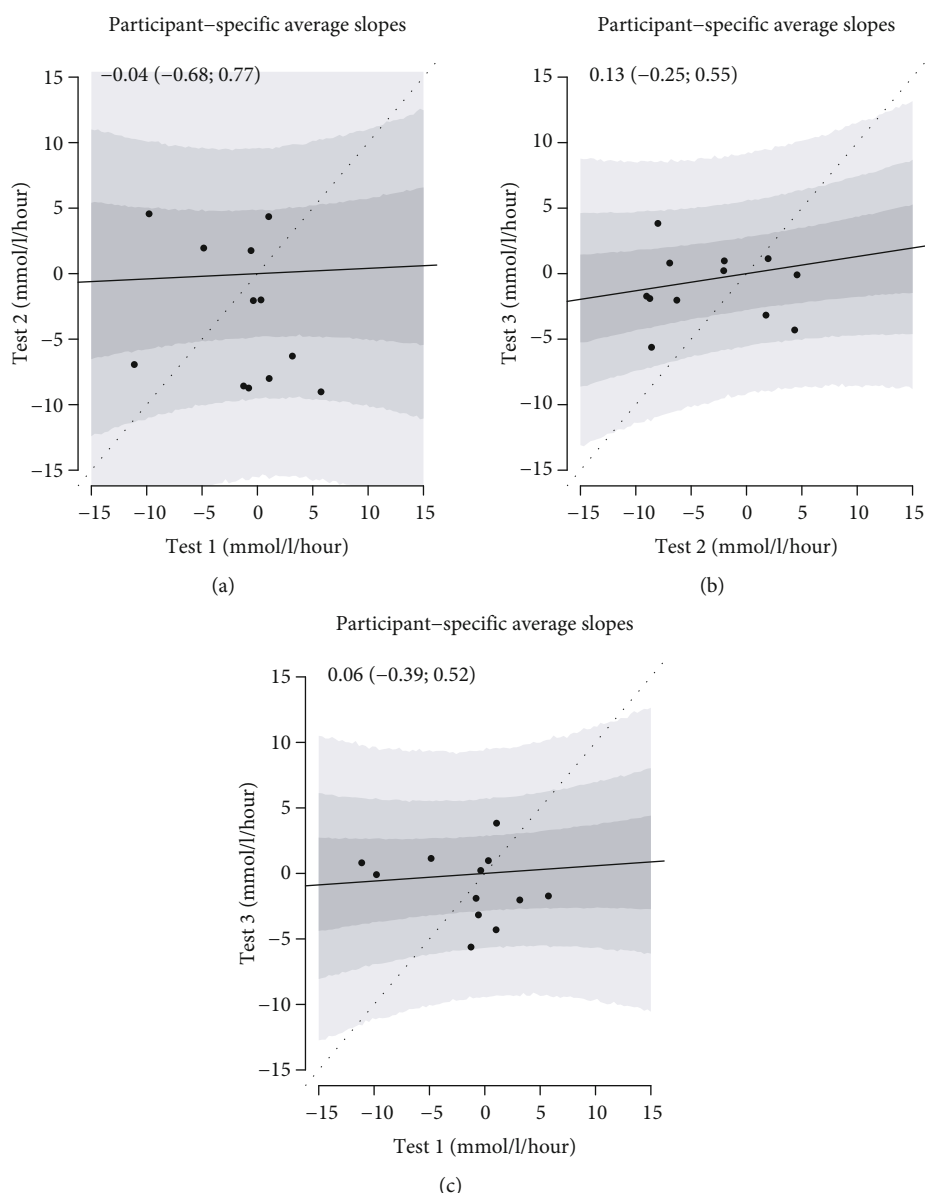 Participant−specific average slopes
−0.04 (−0.68; 0.77)
15
10
5
0
−5
−10
−15
Test 2 (mmol/l/hour)
−15 −10 −5 0 5 10 15
Test 1 (mmol/l/hour)
(a)
Participant−specific average slopes
0.13 (−0.25; 0.55)
15
10
5
0
−5
−10
−15
Test 3 (mmol/l/hour)
−15 −10 −5 0 5 10 15
Test 2 (mmol/l/hour)
(b)
Participant−specific average slopes
0.06 (−0.39; 0.52)
15
10
5
0
−5
−10
−15
Test 3 (mmol/l/hour)
−15 −10 −5 0 5 10 15
Test 1 (mmol/l/hour)
(c)